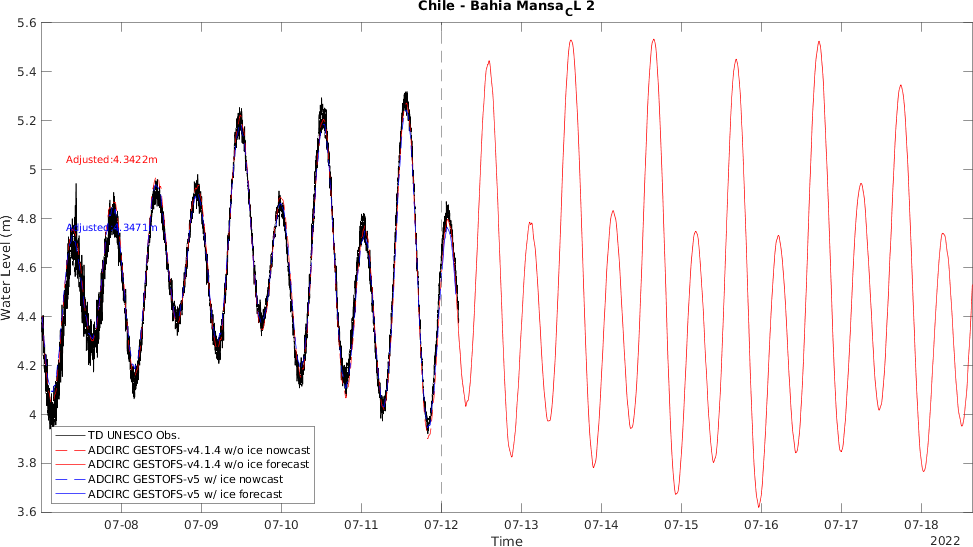 Chile - Bahia Mansa_CL 2
Water Level (m)
5.6
5.4
5.2
5
4.8
4.6
4.4
4.2
4
3.8
3.6
Adjusted:4.3422m
Adjusted:4.3471m
TD UNESCO Obs.
ADCIRC GESTOFS-v4.1.4 w/o ice nowcast
ADCIRC GESTOFS-v4.1.4 w/o ice forecast
ADCIRC GESTOFS-v5 w/ ice nowcast
ADCIRC GESTOFS-v5 w/ ice forecast
07-08 07-09 07-10 07-11 07-12 07-13 07-14 07-15 07-16 07-17 07-18
Time
2022